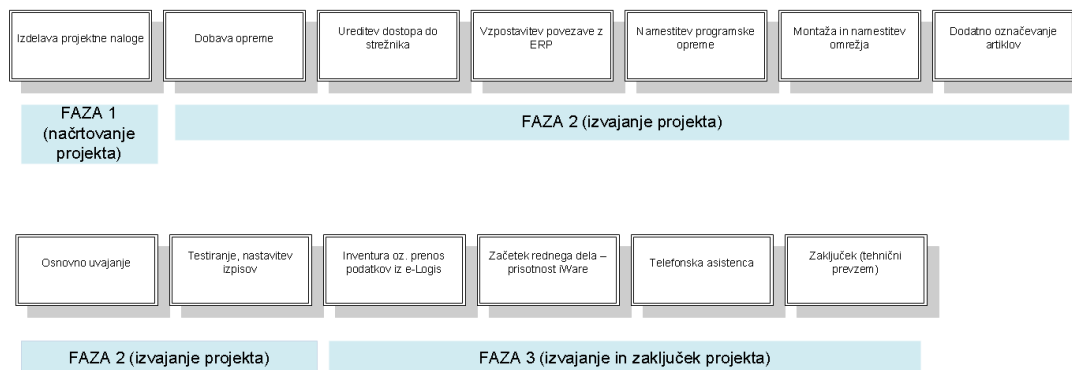 Izdelava projektne naloge
Dobava opreme
Ureditev dostopa do
strežnika
Vzpostavitev povezave z
ERP
Namestitev programske
opreme
Montaža in namestitev
omrežja
Dodatno označevanje
artiklov
FAZA 1
(načrtovanje
projekta)
FAZA 2 (izvajanje projekta)
Osnovno uvajanje
Testiranje, nastavitev
izpisov
Inventura oz. prenos
podatkov iz e-Logis
Začetek rednega dela –
prisotnost iWare
Telefonska asistenca
Zaključek (tehnični
prevzem)
FAZA 2 (izvajanje projekta)
FAZA 3 (izvajanje in zaključek projekta)